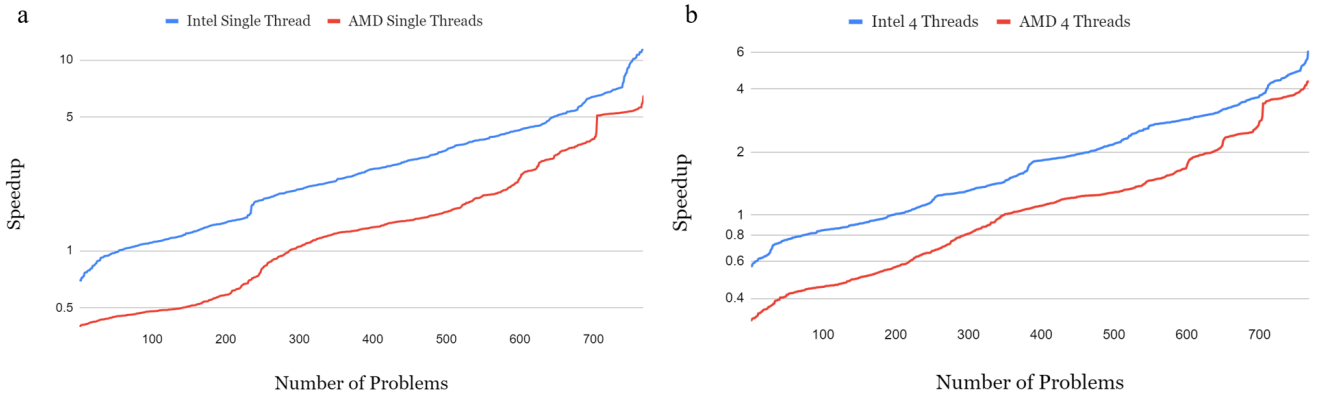 a
Intel Single Thread AMD Single Threads
Speedup
10
5
1
0.5
100 200 300 400 500 600 700
Number of Problems
b
Intel 4 Threads AMD 4 Threads
Speedup
6
4
2
1
0.8
0.6
0.4
100 200 300 400 500 600 700
Number of Problems